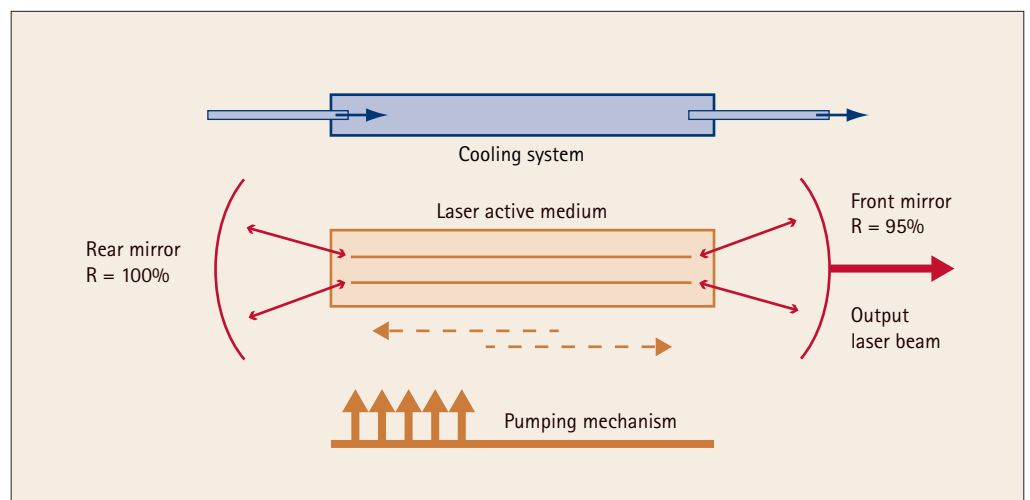 Cooling system
Laser active medium
Front mirror
R = 95%
Rear mirror
R = 100%
Output
laser beam
Pumping mechanism